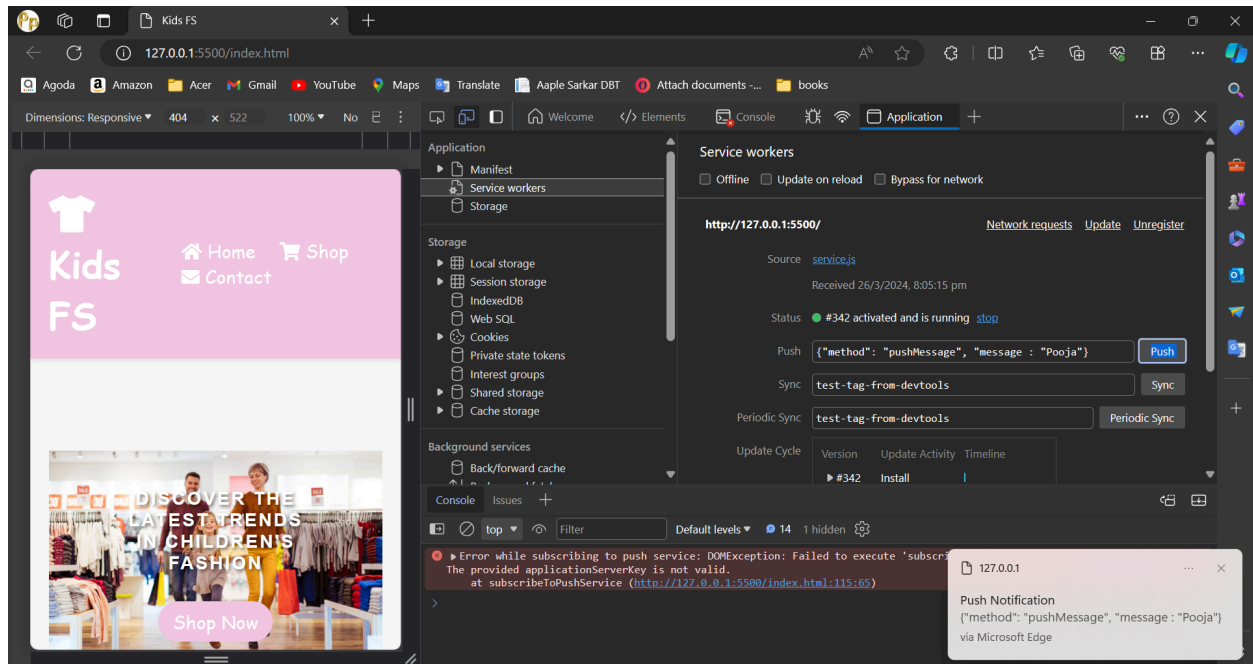 Kids FS
127.0.0.1:5500/index.html
Agoda Amazon Acer Gmail YouTube Maps Translate Aaple Sarkar DBT Attach documents -... books
Dimensions: Responsive 404 x 522 100% No
Welcome Elements Console Application
Kids
FS
Home Shop
Contact
DISCOVER THE
LATEST TRENDS
IN CHILDREN'S
FASHION
Shop Now
Application
Manifest
Service workers
Storage
Storage
Local storage
Session storage
IndexedDB
Web SQL
Cookies
Private state tokens
Interest groups
Shared storage
Cache storage
Background services
Back/forward cache
Service workers
Offline Update on reload Bypass for network
http://127.0.0.1:5500/ Network requests Update Unregister
Source service.js
Received 26/3/2024, 8:05:15 pm
Status #342 activated and is running stop
Push {"method": "pushMessage", "message : "Pooja"} Push
Sync test-tag-from-devtools Sync
Periodic Sync test-tag-from-devtools Periodic Sync
Update Cycle Version Update Activity Timeline
#342 Install
Console Issues
top Filter Default levels 14 1 hidden
Error while subscribing to push service: DOMException: Failed to execute 'subscri
The provided applicationServerKey is not valid.
at subscribeToPushService (http://127.0.0.1:5500/index.html:115:65)
127.0.0.1
Push Notification
{"method": "pushMessage", "message : "Pooja"}
via Microsoft Edge